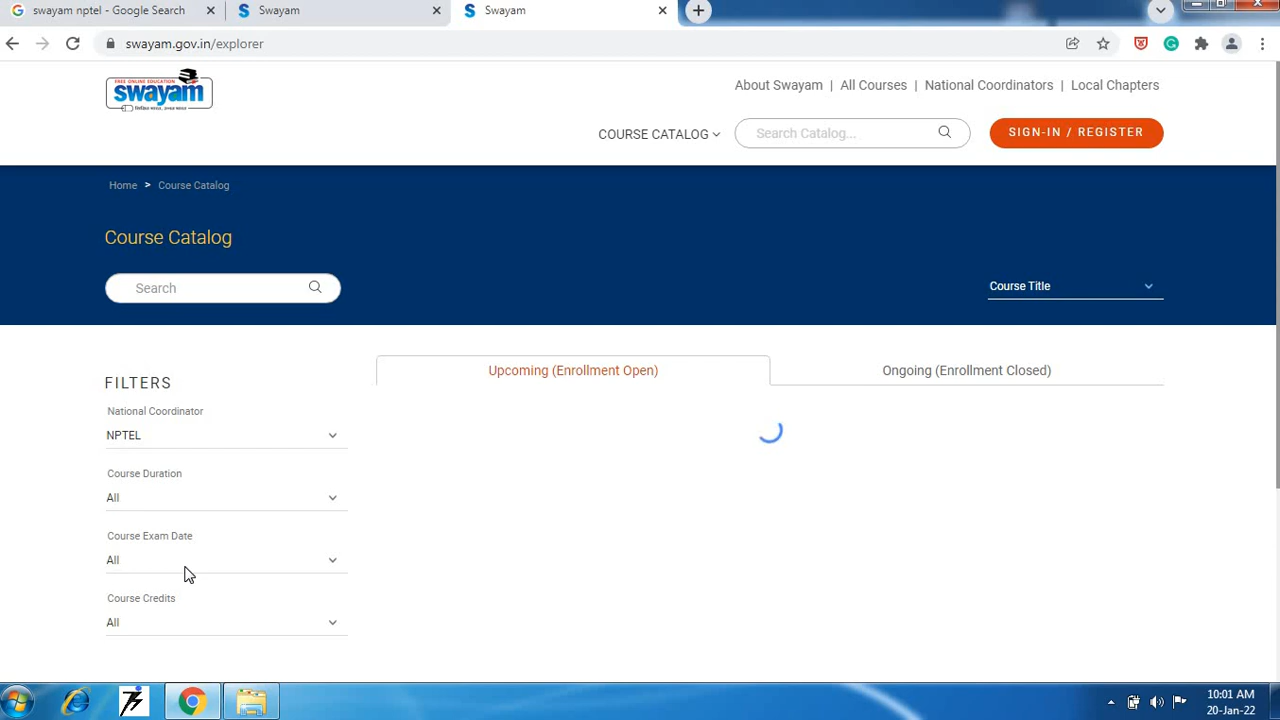 swayam nptel - Google Search
Swayam
Swayam
swayam.gov.in/explorer
FREE ONLINE EDUCATION
swayam
About Swayam | All Courses | National Coordinators | Local Chapters
COURSE CATALOG
Search Catalog...
SIGN-IN / REGISTER
Home > Course Catalog
Course Catalog
Search
Course Title
FILTERS
Upcoming (Enrollment Open)
Ongoing (Enrollment Closed)
National Coordinator
NPTEL
Course Duration
All
Course Exam Date
All
Course Credits
All
10:01 AM
20-Jan-22